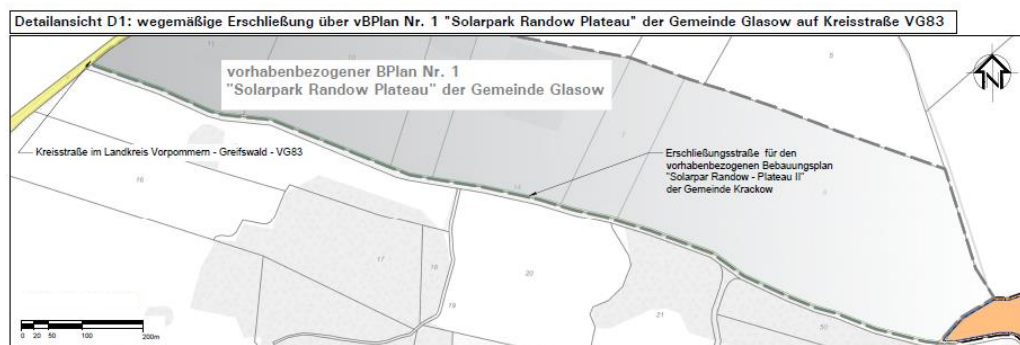 Detailansicht D1: wegemäßige Erschließung über vBPlan Nr. 1 "Solarpark Randow Plateau" der Gemeinde Glasow auf Kreisstraße VG83
11
5
N
vorhabenbezogener BPlan Nr. 1
"Solarpark Randow Plateau" der Gemeinde Glasow
7
Kreisstraße im Landkreis Vorpommern - Greifswald - VG83
Erschließungsstraße für den
vorhabenbezogenen Bebauungsplan
"Solarpar Randow - Plateau II"
der Gemeinde Krackow
16
14
6
17
18
20
19
21
50
0 20 50 100 200m